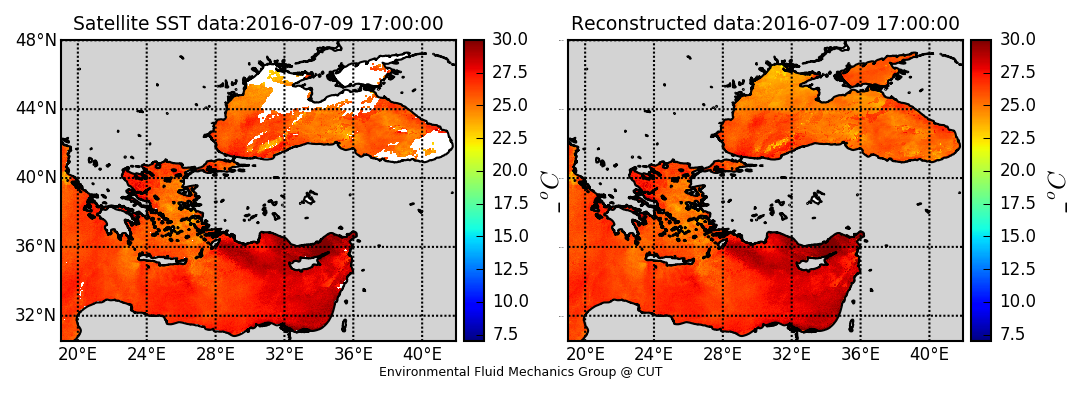 Satellite SST data:2016-07-09 17:00:00
48°N
44°N
40°N
36°N
32°N
20°E 24°E 28°E 32°E 36°E 40°E
30.0
27.5
25.0
22.5
20.0
17.5
15.0
12.5
10.0
7.5
_ °C
Reconstructed data:2016-07-09 17:00:00
20°E 24°E 28°E 32°E 36°E 40°E
30.0
27.5
25.0
22.5
20.0
17.5
15.0
12.5
10.0
7.5
_ °C
Environmental Fluid Mechanics Group @ CUT